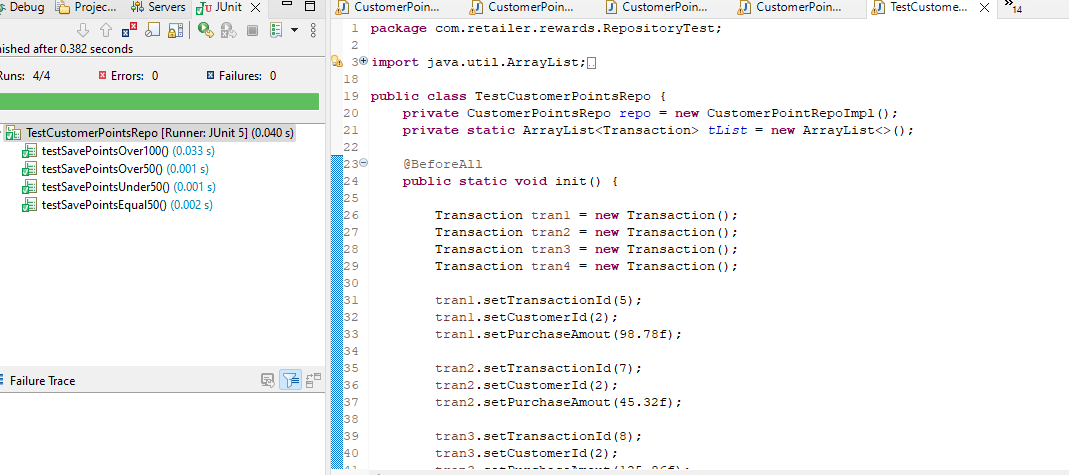 Debug Projec... Servers JUnit
nished after 0.382 seconds
Runs: 4/4 Errors: 0 Failures: 0
TestCustomerPointsRepo [Runner: JUnit 5] (0.040 s)
testSavePointsOver100() (0.033 s)
testSavePointsOver50() (0.001 s)
testSavePointsUnder50() (0.001 s)
testSavePointsEqual50() (0.002 s)
Failure Trace
CustomerPoin... CustomerPoin... CustomerPoin... CustomerPoin... TestCustome... »14
1 package com.retailer.rewards.RepositoryTest;
2
3 import java.util.ArrayList;
18
19 public class TestCustomerPointsRepo {
20 private CustomerPointsRepo repo = new CustomerPointRepoImpl();
21 private static ArrayList<Transaction> tList = new ArrayList<>();
22
23 @BeforeAll
24 public static void init() {
25
26 Transaction tran1 = new Transaction();
27 Transaction tran2 = new Transaction();
28 Transaction tran3 = new Transaction();
29 Transaction tran4 = new Transaction();
30
31 tran1.setTransactionId(5);
32 tran1.setCustomerId(2);
33 tran1.setPurchaseAmout(98.78f);
34
35 tran2.setTransactionId(7);
36 tran2.setCustomerId(2);
37 tran2.setPurchaseAmout(45.32f);
38
39 tran3.setTransactionId(8);
40 tran3.setCustomerId(2);